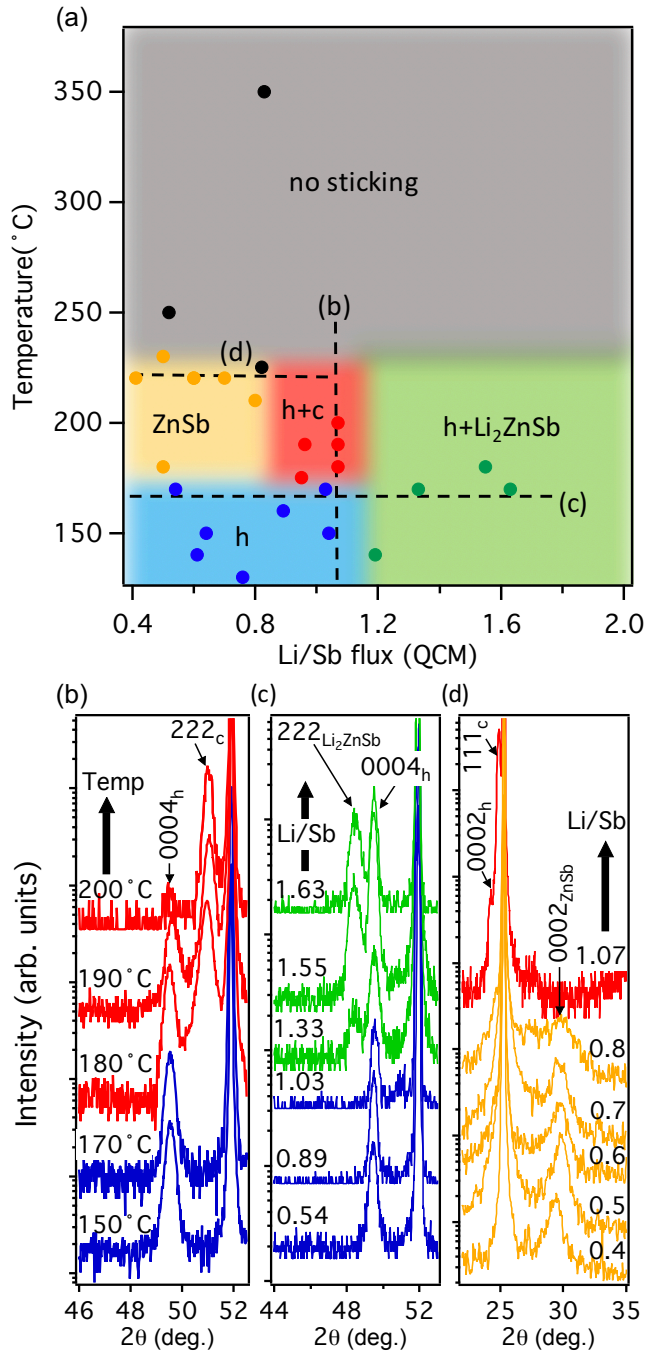 (a)
Temperature(˚C)
350
300
250
200
150
no sticking
(b)
(d)
h+c
ZnSb
h+Li₂ZnSb
(c)
h
0.4
0.8
1.2
1.6
2.0
Li/Sb flux (QCM)
(b)
(c)
(d)
Intensity (arb. units)
222c
Temp
0004h
200˚C
190˚C
180˚C
170˚C
150˚C
46
48
50
52
2θ (deg.)
222Li₂ZnSb
0004h
Li/Sb
1.63
1.55
1.33
1.03
0.89
0.54
44
48
52
2θ (deg.)
111c
0002h
Li/Sb
0002ZnSb
1.07
0.8
0.7
0.6
0.5
0.4
25
30
35
2θ (deg.)